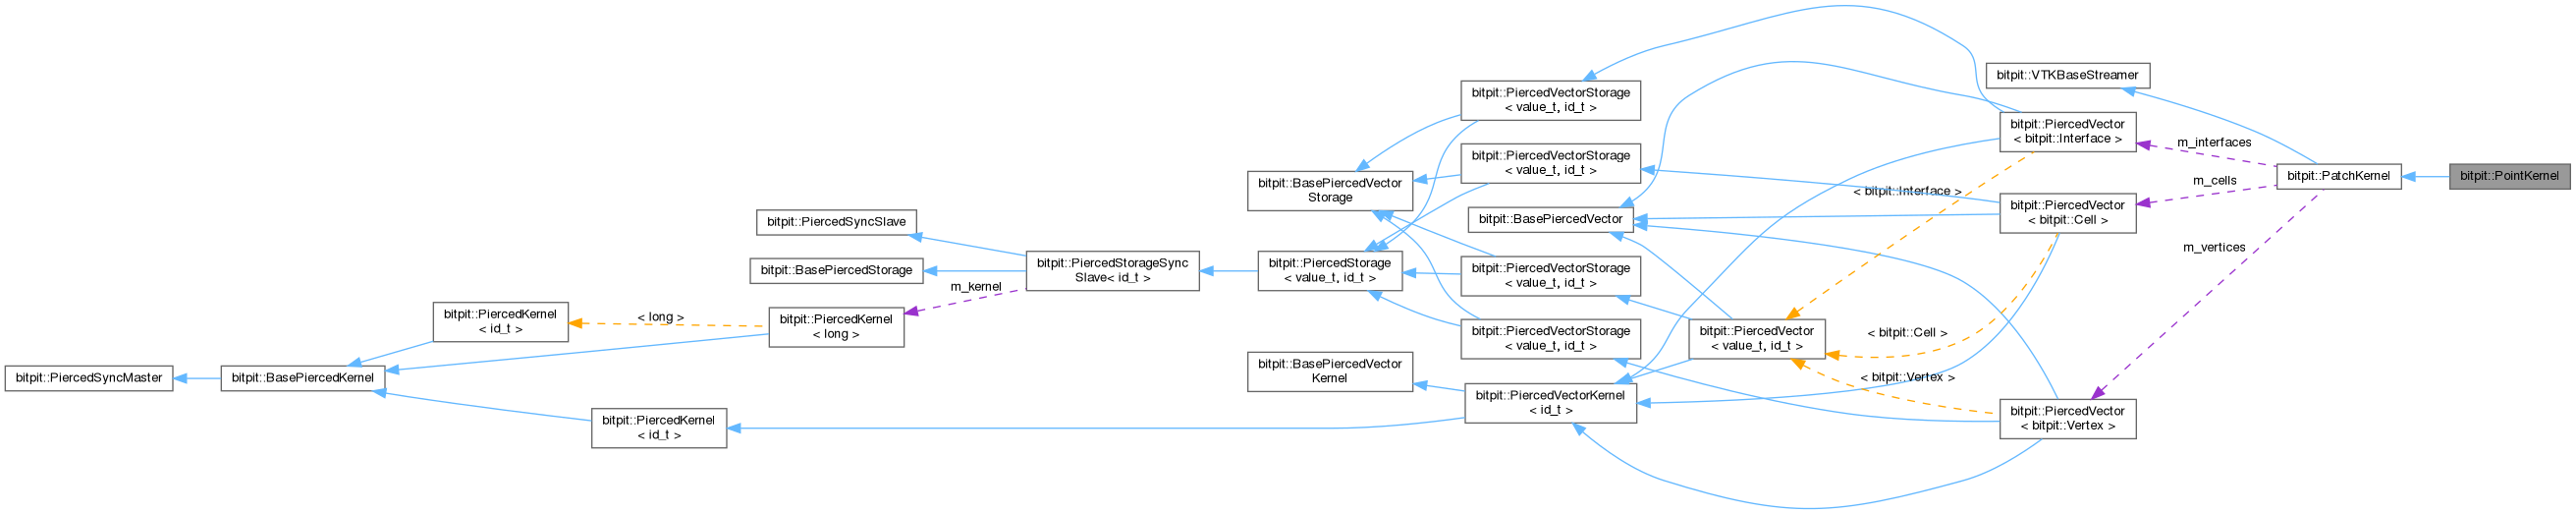 bitpit::PiercedVectorStorage
< value_t, id_t >
bitpit::VTKBaseStreamer
bitpit::PiercedVector
< bitpit::Interface >
m_interfaces
bitpit::PiercedVectorStorage
< value_t, id_t >
bitpit::BasePiercedVector
Storage
< bitpit::Interface >
m_cells
bitpit::PatchKernel
bitpit::PointKernel
bitpit::PiercedSyncSlave
bitpit::BasePiercedVector
bitpit::PiercedVector
< bitpit::Cell >
m_vertices
bitpit::BasePiercedStorage
bitpit::PiercedStorageSync
Slave< id_t >
bitpit::PiercedStorage
< value_t, id_t >
bitpit::PiercedVectorStorage
< value_t, id_t >
m_kernel
bitpit::PiercedKernel
< id_t >
< long >
bitpit::PiercedKernel
< long >
bitpit::PiercedVectorStorage
< value_t, id_t >
bitpit::PiercedVector
< value_t, id_t >
< bitpit::Cell >
bitpit::PiercedSyncMaster
bitpit::BasePiercedKernel
bitpit::BasePiercedVector
Kernel
< bitpit::Vertex >
bitpit::PiercedKernel
< id_t >
bitpit::PiercedVectorKernel
< id_t >
bitpit::PiercedVector
< bitpit::Vertex >